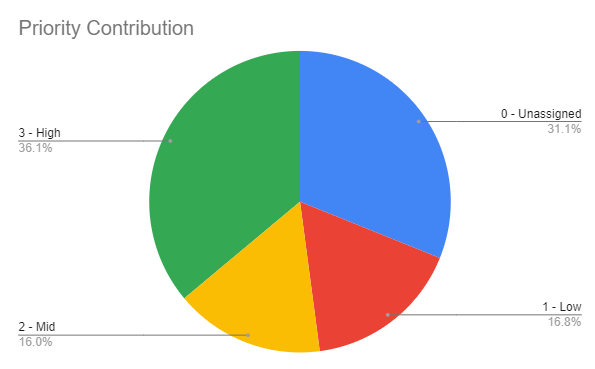 Priority Contribution
0 - Unassigned
31.1%
3 - High
36.1%
1 - Low
16.8%
2 - Mid
16.0%